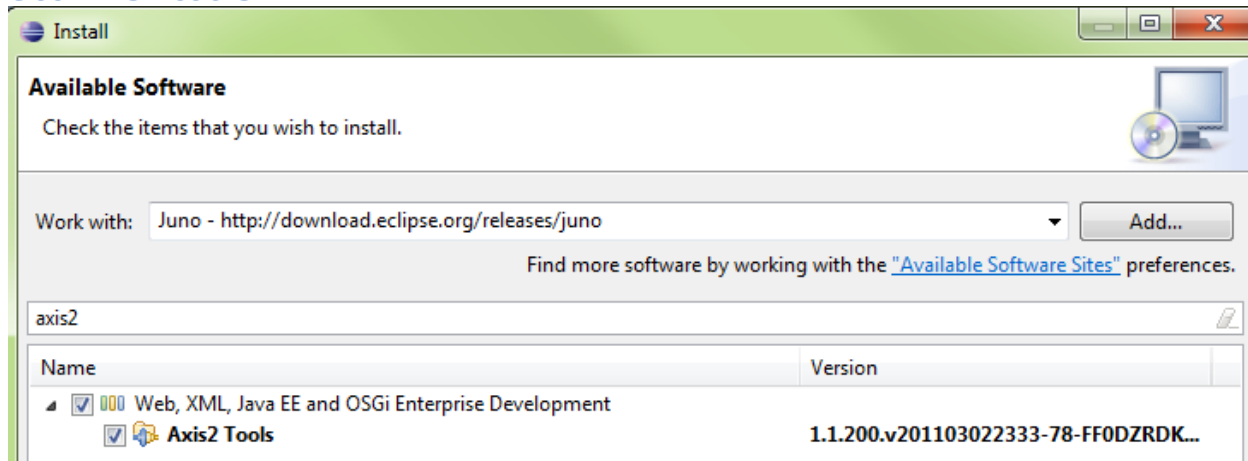 Install
Available Software
Check the items that you wish to install.
Work with: Juno - http://download.eclipse.org/releases/juno Add...
Find more software by working with the "Available Software Sites" preferences.
axis2
Name Version
Web, XML, Java EE and OSGi Enterprise Development
Axis2 Tools 1.1.200.v201103022333-78-FF0DZRDK...